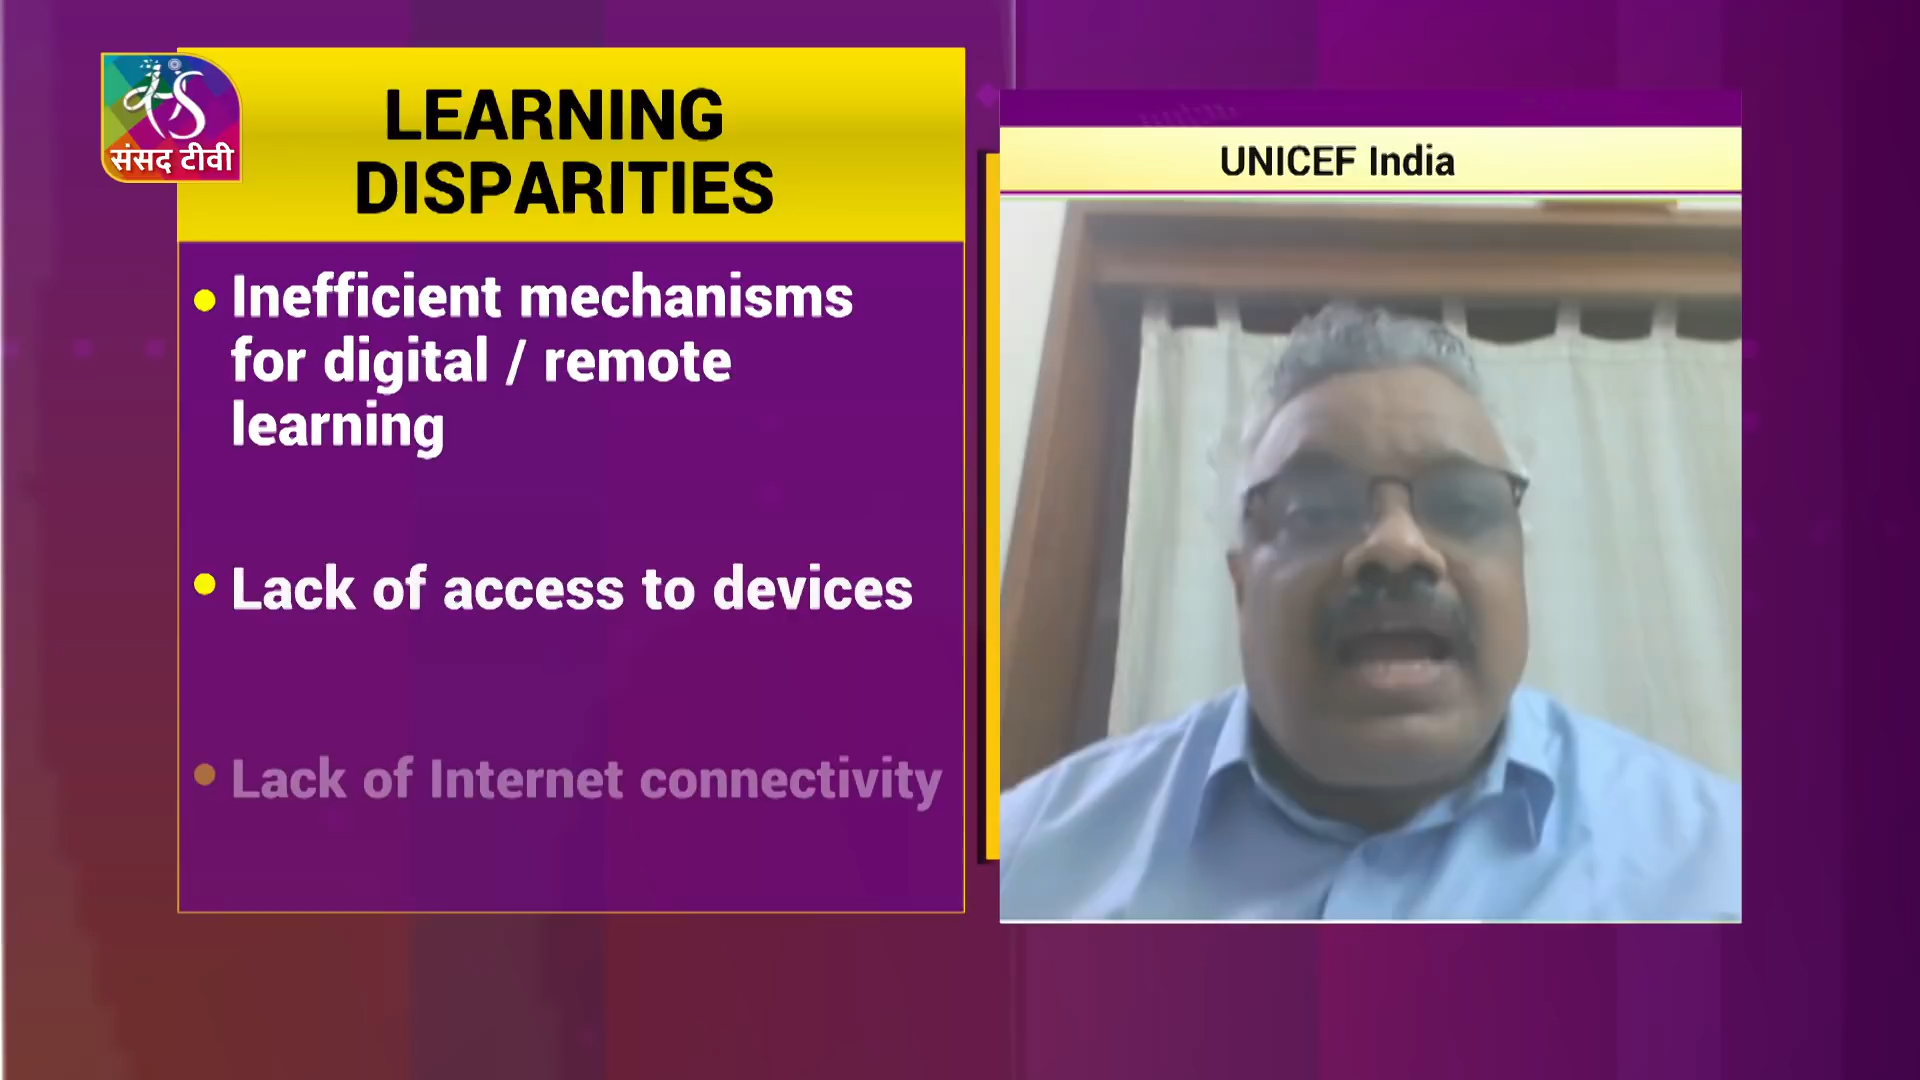 संसद टीवी
LEARNING
DISPARITIES
Inefficient mechanisms
for digital / remote
learning
Lack of access to devices
Lack of Internet connectivity
UNICEF India